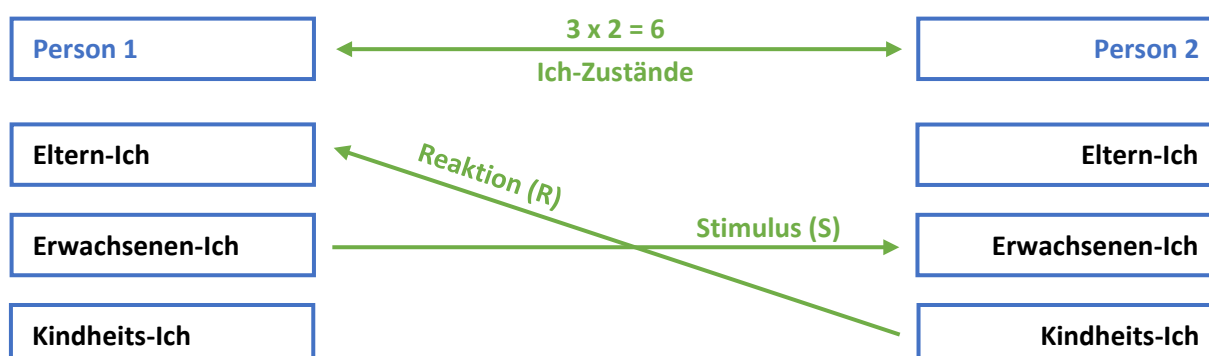 3 x 2 = 6
Person 1
Person 2
Ich-Zustände
Eltern-Ich
Reaktion (R)
Eltern-Ich
Stimulus (S)
Erwachsenen-Ich
Erwachsenen-Ich
Kindheits-Ich
Kindheits-Ich